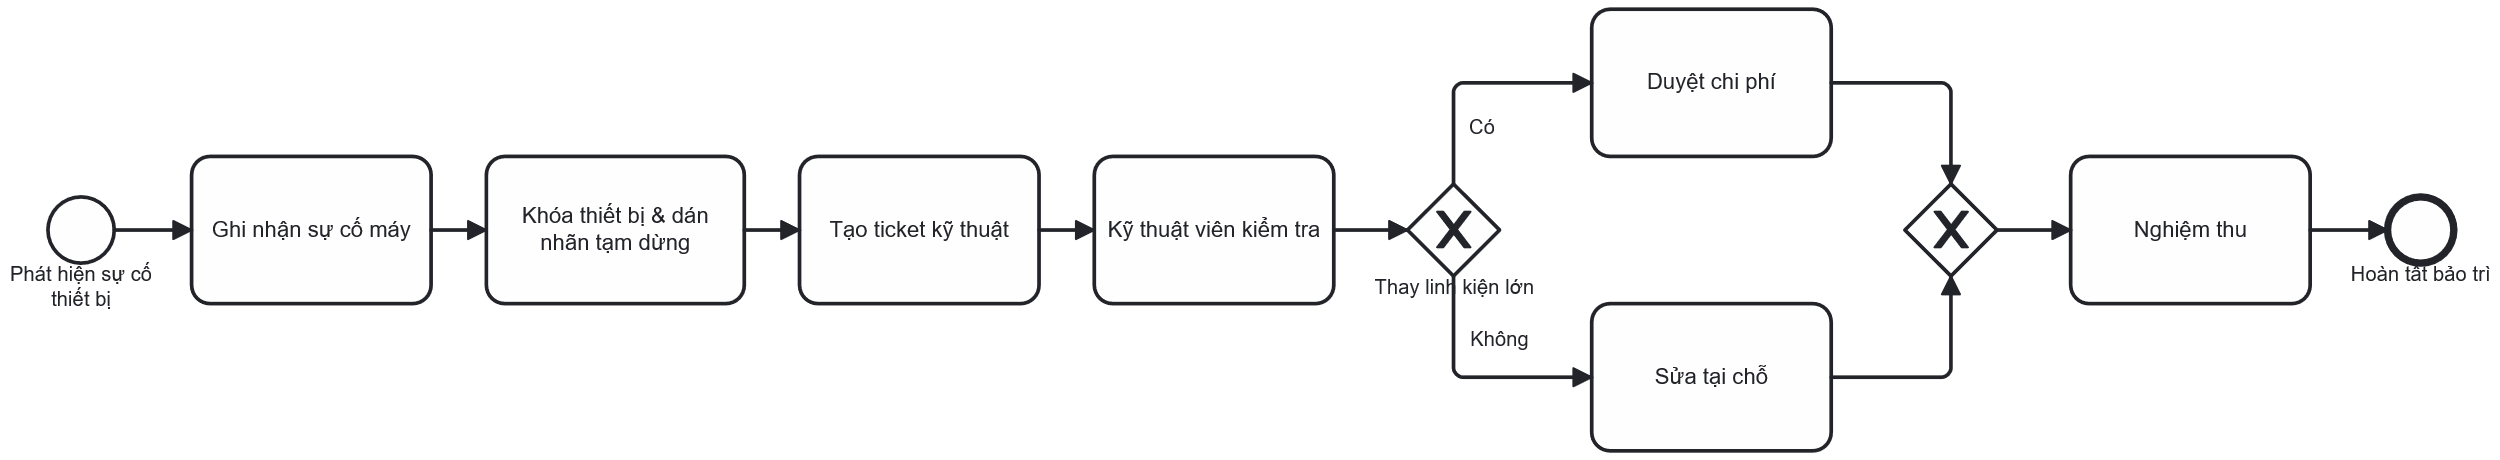 Phát hiện sự cố
thiết bị
Ghi nhận sự cố máy
Khóa thiết bị & dán
nhãn tạm dừng
Tạo ticket kỹ thuật
Kỹ thuật viên kiểm tra
Thay linh kiện lớn
Có
Duyệt chi phí
Không
Sửa tại chỗ
Nghiệm thu
Hoàn tất bảo trì